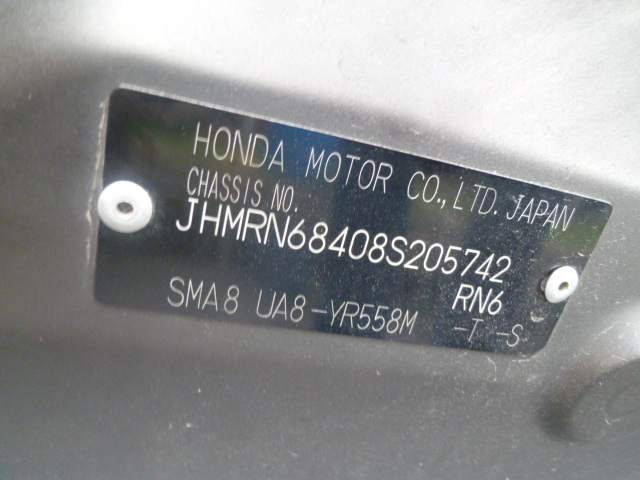 HONDA MOTOR CO., LTD. JAPAN
CHASSIS NO.
JHMRN68408S205742
RN6
SMA8 UA8-YR558M -T -S